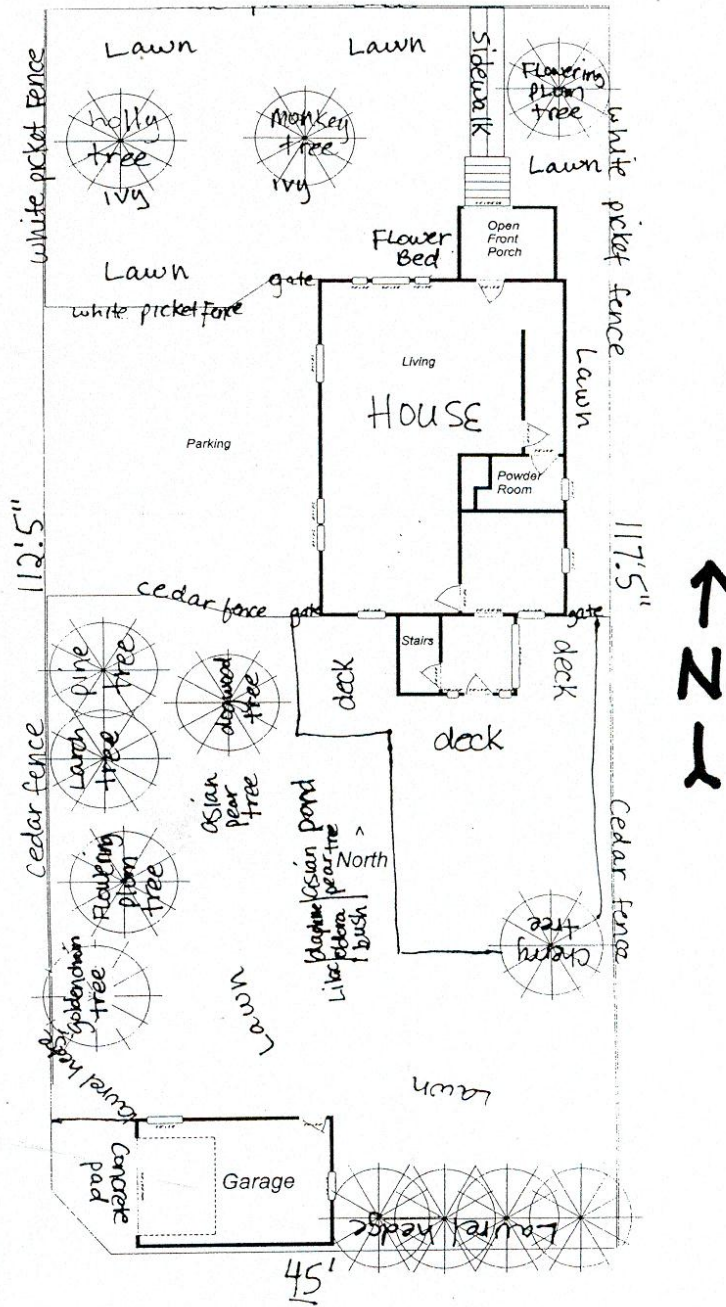 Lawn
Lawn
Sidewalk
Flowering
plum
tree
holly
tree
ivy
monkey
tree
ivy
Lawn
white picket Fence
white picket fence
Flower
Bed
Open
Front
Porch
Lawn
gate
white picket Fence
Living
HOUSE
Lawn
Parking
Powder
Room
112'.5"
117'.5"
N
cedar fence
gate
gate
Stairs
pine
tree
dogwood
tree
deck
deck
deck
Larch
tree
cedar fence
asian
pear
tree
cedar fence
asian pond
pear tree
^
North
daphne
bush
Flowering
plum
tree
Cherry
tree
tree
Lawn
laurel hedge
Lawn
Concrete
pad
Garage
Laurel hedge
45'